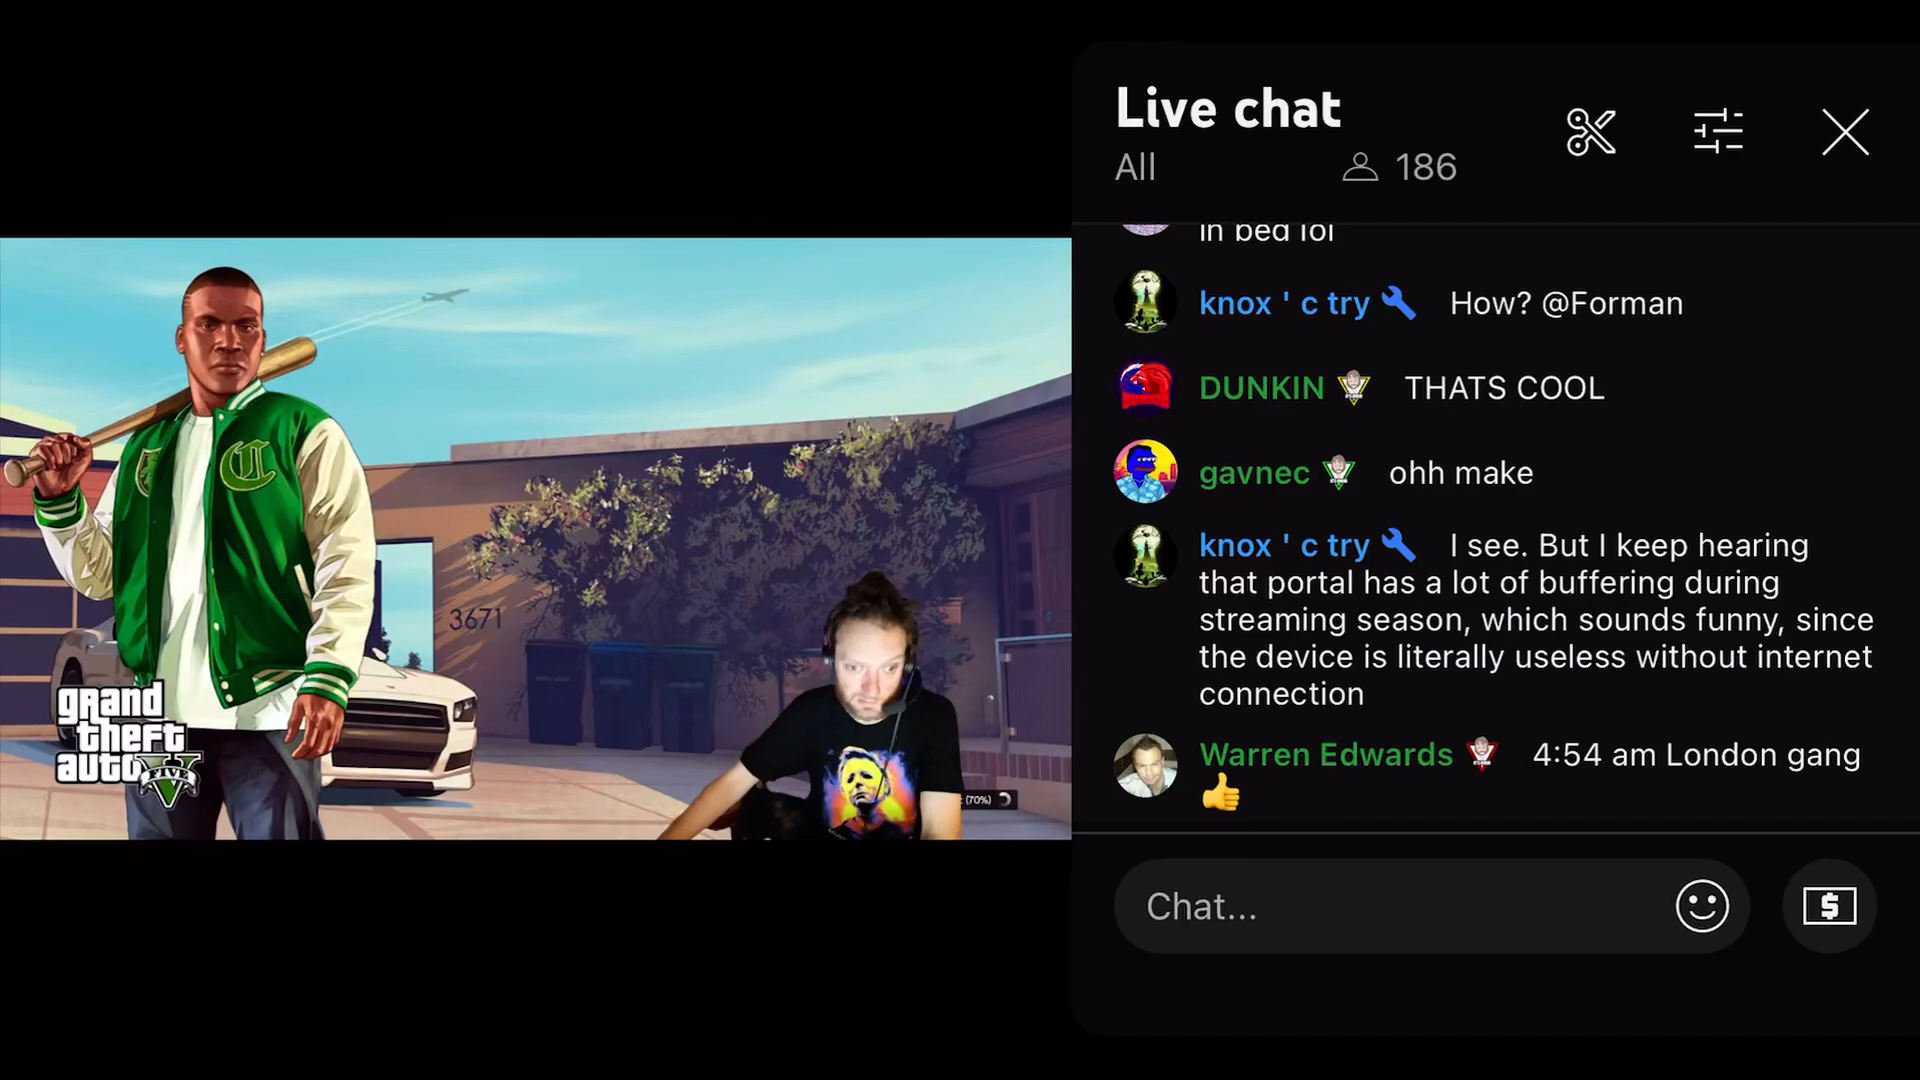 Live chat
All 186
in bed lol
knox ' c try How? @Forman
DUNKIN THATS COOL
gavnec ohh make
knox ' c try I see. But I keep hearing
that portal has a lot of buffering during
streaming season, which sounds funny, since
the device is literally useless without internet
connection
Warren Edwards 4:54 am London gang
👍
Chat...
$
C
3671
grand
theft
auto
FIVE
(70%)